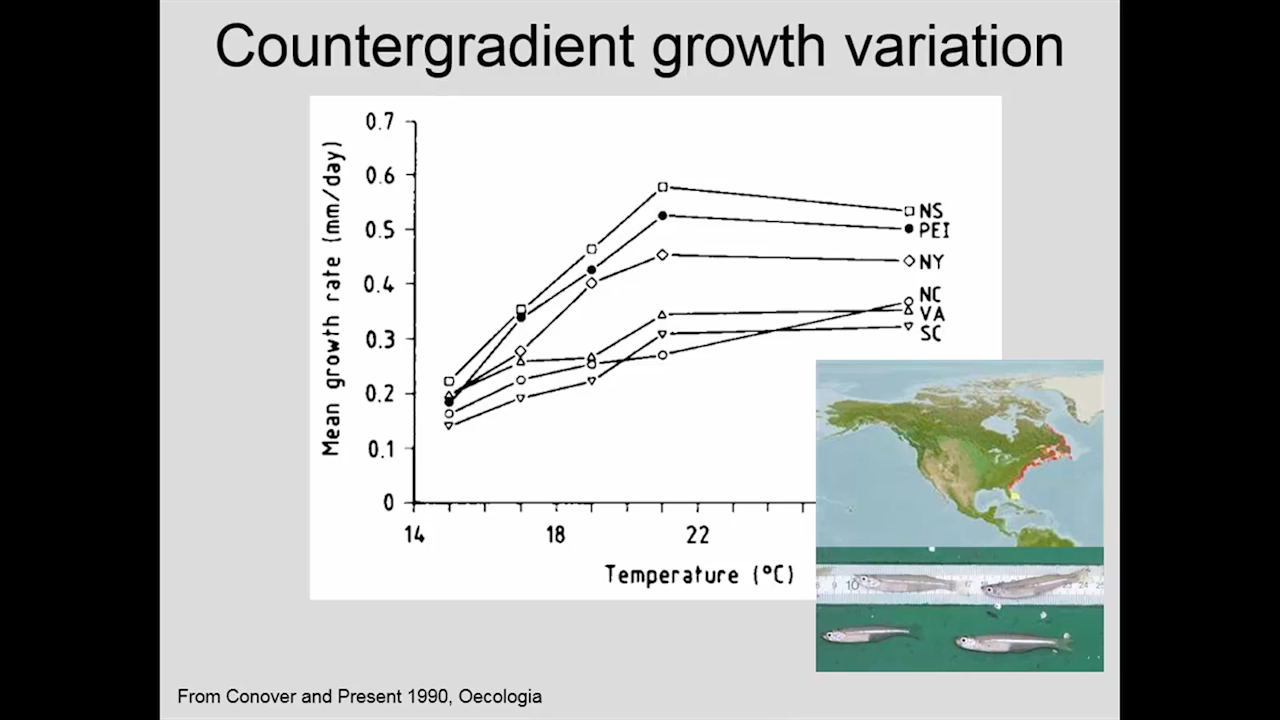 Countergradient growth variation
Mean growth rate (mm/day)
0.7
0.6
0.5
0.4
0.3
0.2
0.1
0
14
18
22
Temperature (°C)
NS
PEI
NY
NC
VA
SC
10
From Conover and Present 1990, Oecologia